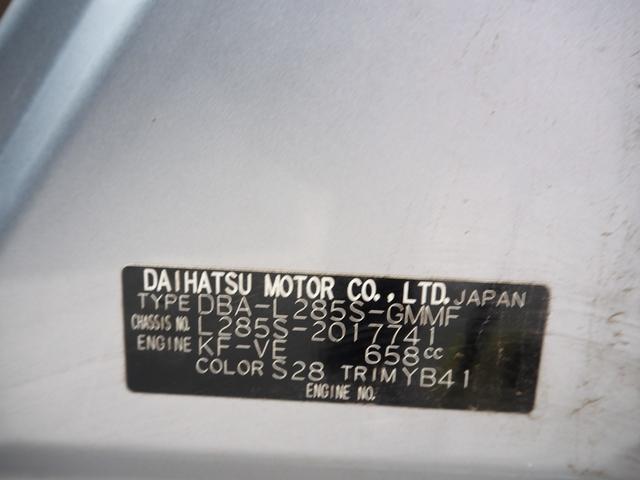 DAIHATSU MOTOR CO., LTD. JAPAN
TYPE DBA-L285S-GMMF
CHASSIS NO. L285S-2017741
ENGINE KF-VE 658cc
COLOR S28 TRIM YB41
ENGINE NO.